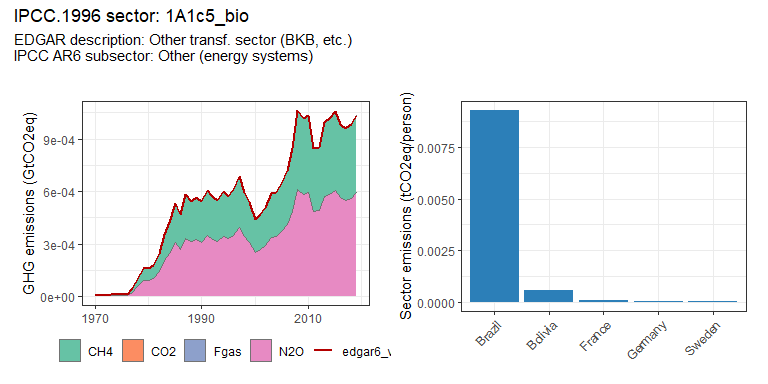 IPCC.1996 sector: 1A1c5_bio
EDGAR description: Other transf. sector (BKB, etc.)
IPCC AR6 subsector: Other (energy systems)
GHG emissions (GtCO2eq)
9e-04
6e-04
3e-04
0e+00
1970
1990
2010
CH4
CO2
Fgas
N2O
edgar6_v
Sector emissions (tCO2eq/person)
0.0075
0.0050
0.0025
0.0000
Brazil
Bolivia
France
Germany
Sweden